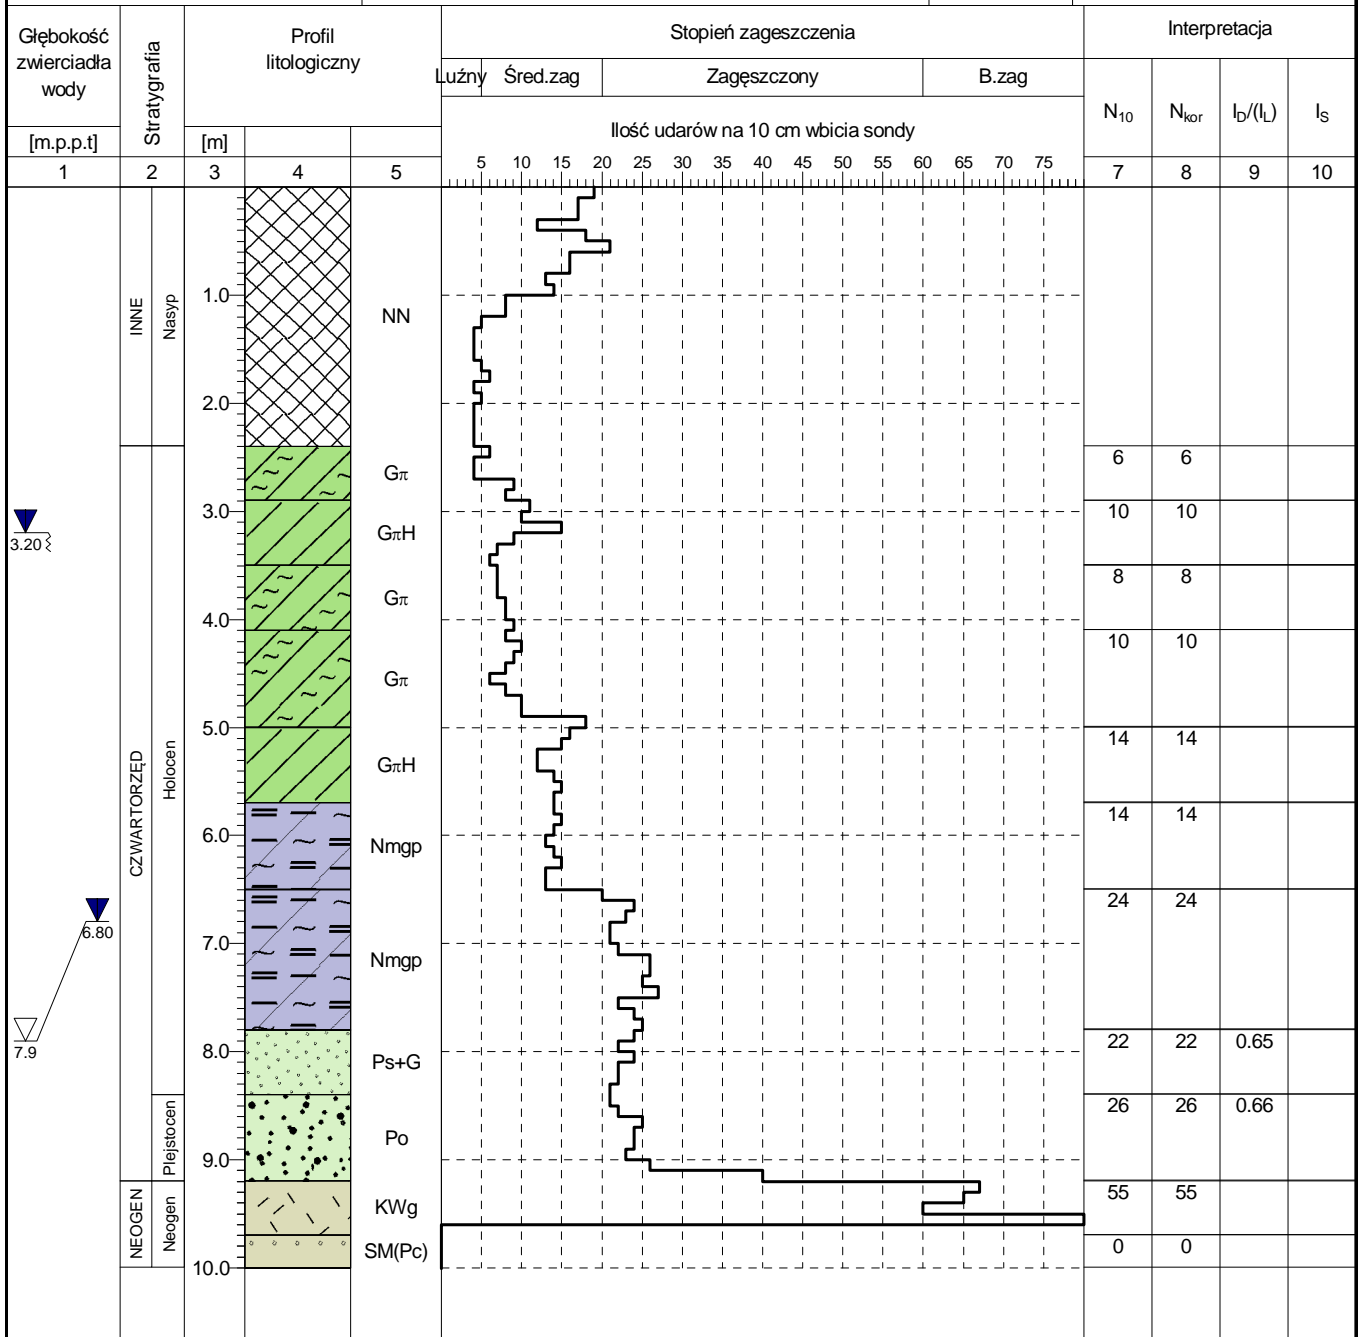 Głębokość
zwierciadła
wody
[m.p.p.t]
Stratygrafia
Profil
litologiczny
[m]
Stopień zageszczenia
Luźny Śred.zag Zagęszczony B.zag
Ilość udarów na 10 cm wbicia sondy
5 10 15 20 25 30 35 40 45 50 55 60 65 70 75
Interpretacja
N10 Nkor ID/(IL) IS
1 2 3 4 5 7 8 9 10
INNE Nasyp
1.0
NN
2.0
Gπ 6 6
3.0
3.20
GπH 10 10
Gπ 8 8
4.0
Gπ 10 10
5.0
CZWARTORZĘD Holocen
GπH 14 14
6.0
Nmgp 14 14
6.80
7.0
Nmgp 24 24
7.9
8.0
Ps+G 22 22 0.65
Plejstocen
Po 26 26 0.66
9.0
NEOGEN Neogen
KWg 55 55
SM(Pc) 0 0
10.0